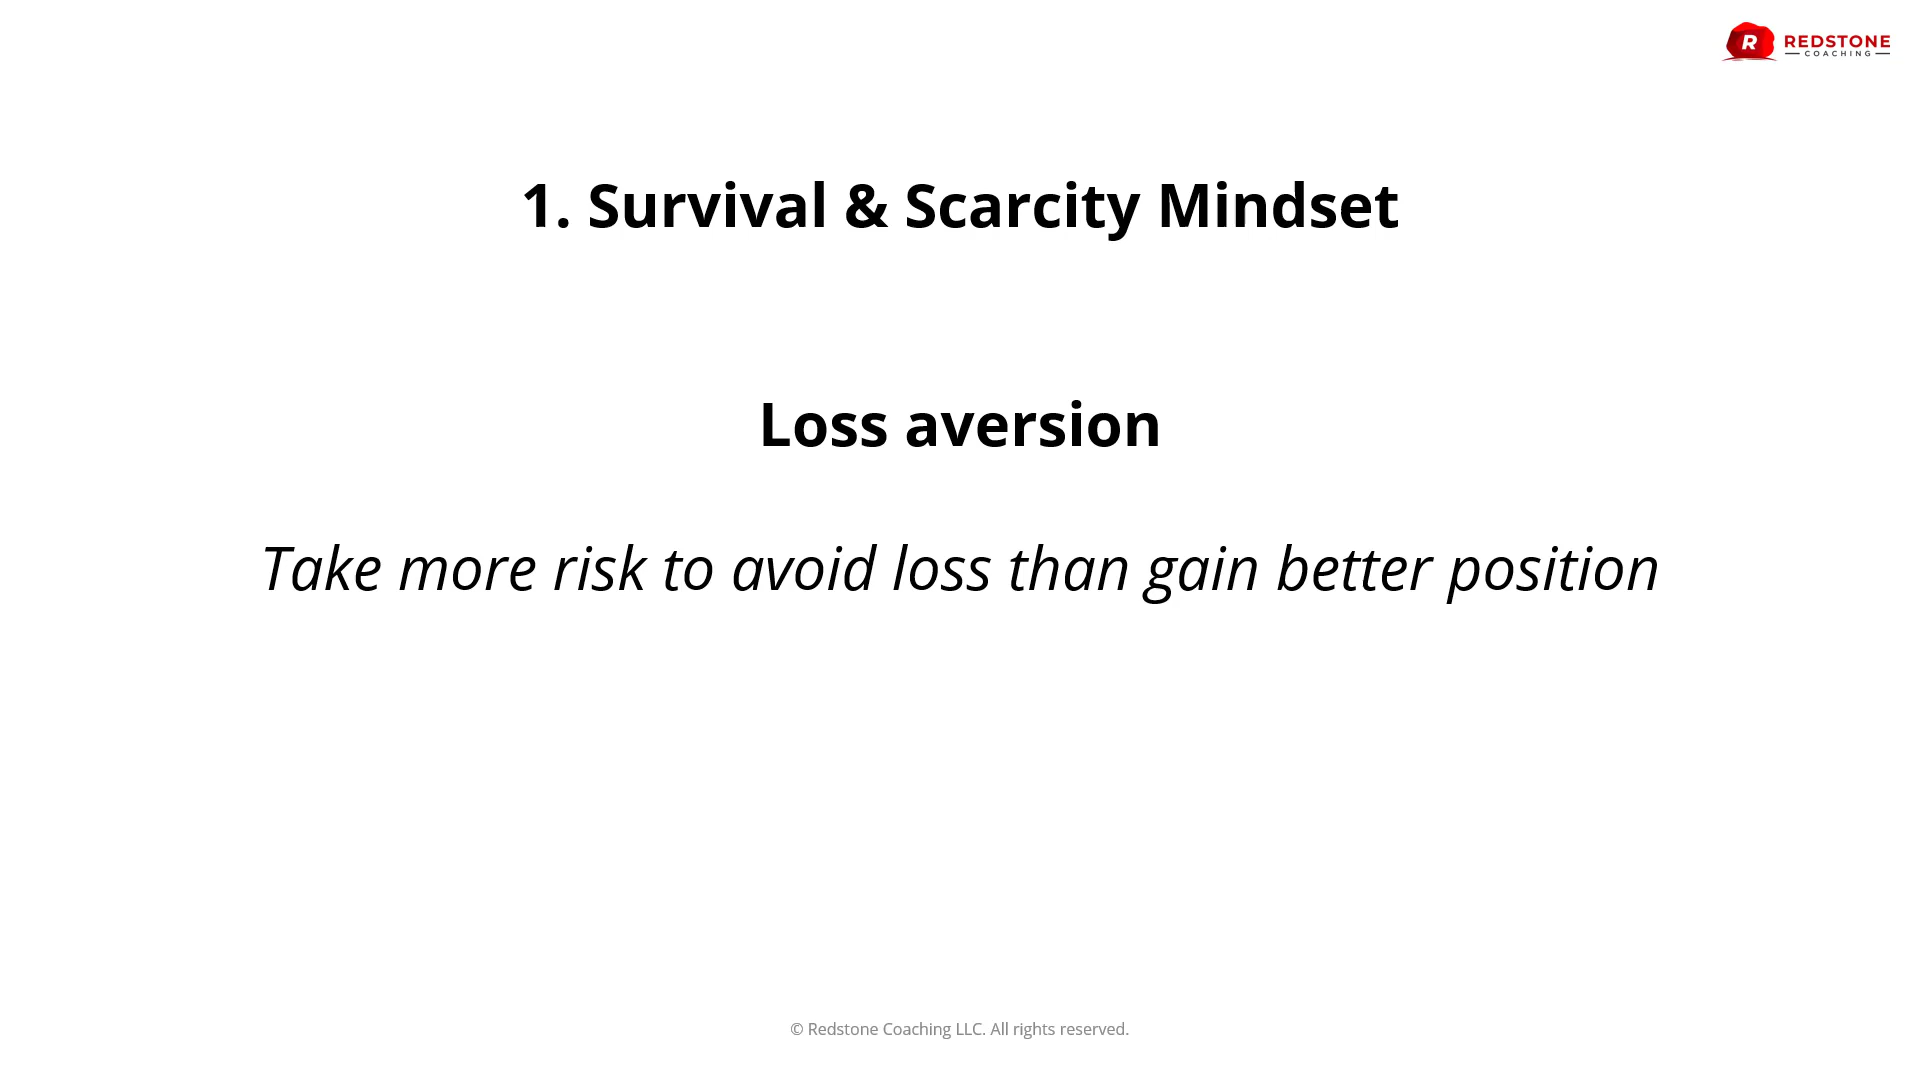 R
REDSTONE
COACHING
1. Survival & Scarcity Mindset
Loss aversion
Take more risk to avoid loss than gain better position
© Redstone Coaching LLC. All rights reserved.